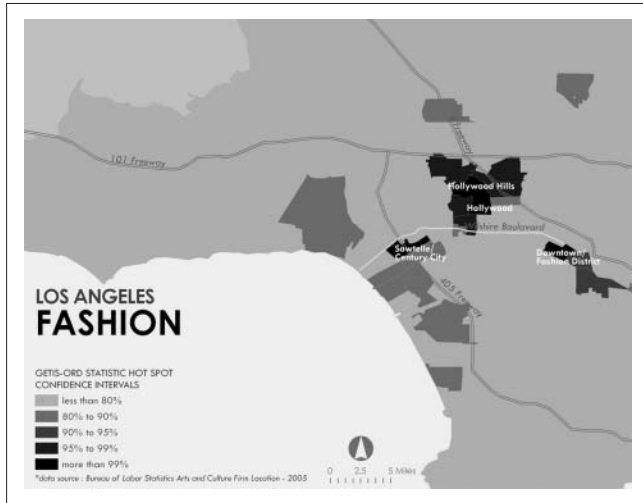 101 Freeway
Freeway
Hollywood Hills
Hollywood
Wilshire Boulavard
Sawtelle/
Century City
Downtown/
Fashion District
405 Freeway
LOS ANGELES
FASHION
GETIS-ORD STATISTIC HOT SPOT
CONFIDENCE INTERVALS
less than 80%
80% to 90%
90% to 95%
95% to 99%
more than 99%
*data source : Bureau of Labor Statistics Arts and Culture Firm Location - 2005
0 2.5 5 Miles